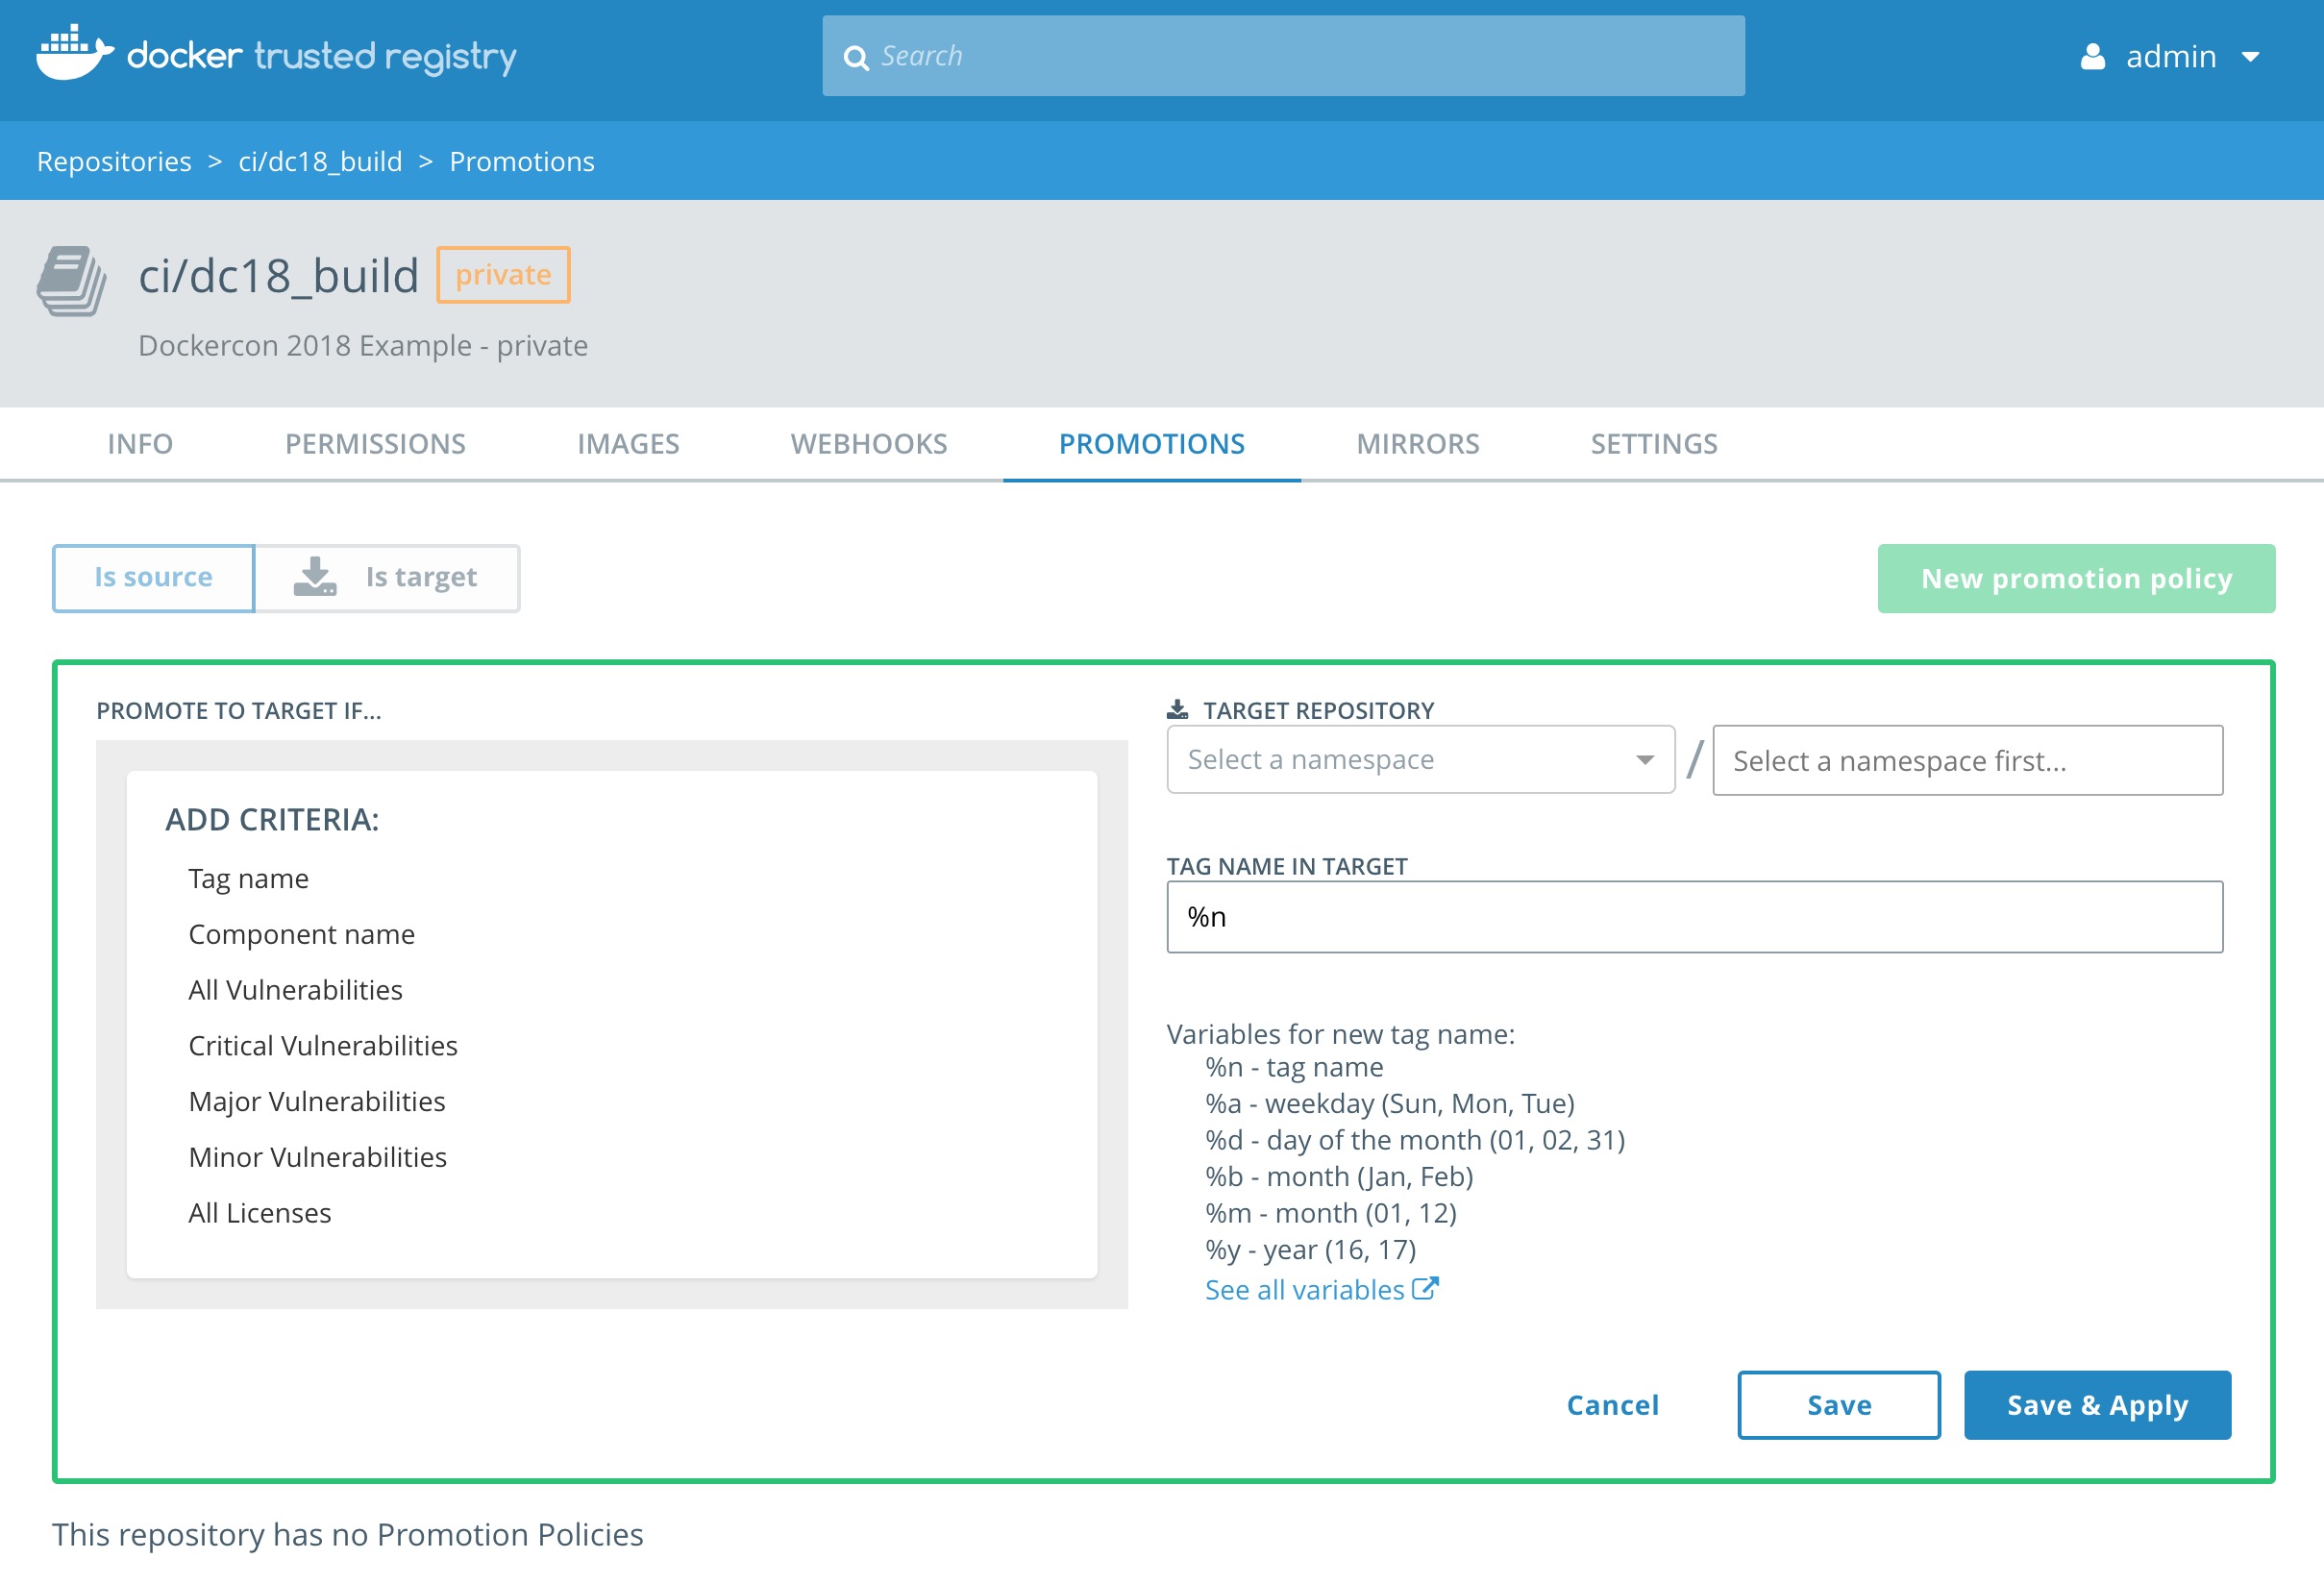 docker trusted registry
Search
admin
Repositories > ci/dc18_build > Promotions
ci/dc18_build private
Dockercon 2018 Example - private
INFO PERMISSIONS IMAGES WEBHOOKS PROMOTIONS MIRRORS SETTINGS
Is source Is target
New promotion policy
PROMOTE TO TARGET IF...
ADD CRITERIA:
Tag name
Component name
All Vulnerabilities
Critical Vulnerabilities
Major Vulnerabilities
Minor Vulnerabilities
All Licenses
TARGET REPOSITORY
Select a namespace / Select a namespace first...
TAG NAME IN TARGET
%n
Variables for new tag name:
%n - tag name
%a - weekday (Sun, Mon, Tue)
%d - day of the month (01, 02, 31)
%b - month (Jan, Feb)
%m - month (01, 12)
%y - year (16, 17)
See all variables
Cancel Save Save & Apply
This repository has no Promotion Policies